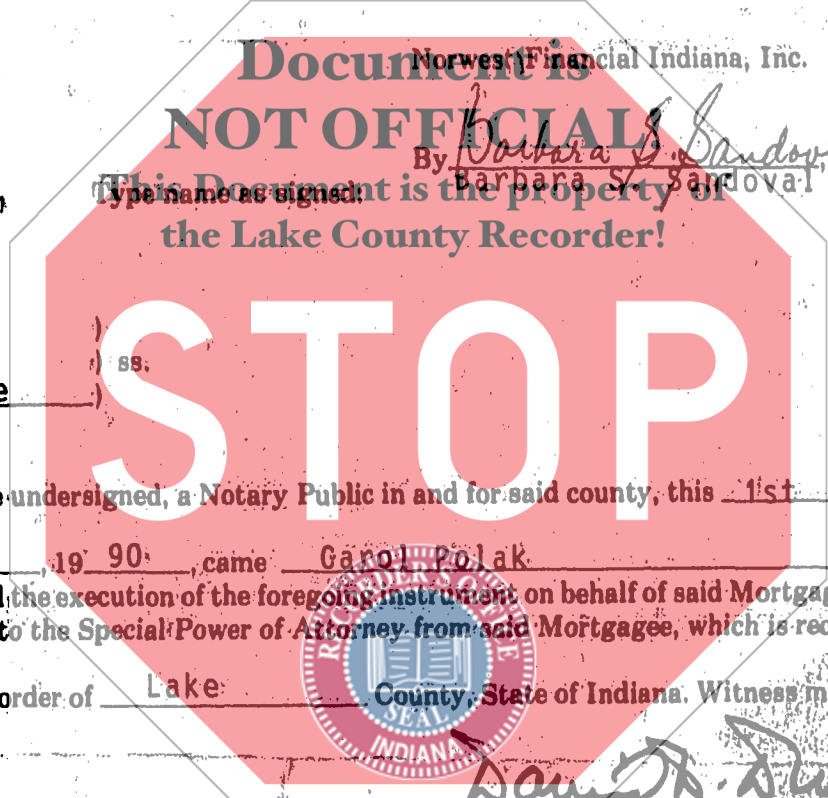 Document is
Norwest Financial Indiana, Inc.
NOT OFFICIAL!
By Barbara S. Sandov
This Document is the property of
Barbara S. Sandoval
Type name as signed:
the Lake County Recorder!
)
) ss.
)
STOP
undersigned, a Notary Public in and for said county, this 1st
, 19 90 , came Carol Polak
the execution of the foregoing instrument on behalf of said Mortgag
to the Special Power of Attorney from said Mortgagee, which is rec
RECORDER'S OFFICE
order of Lake County, State of Indiana. Witness m
SEAL
INDIANA